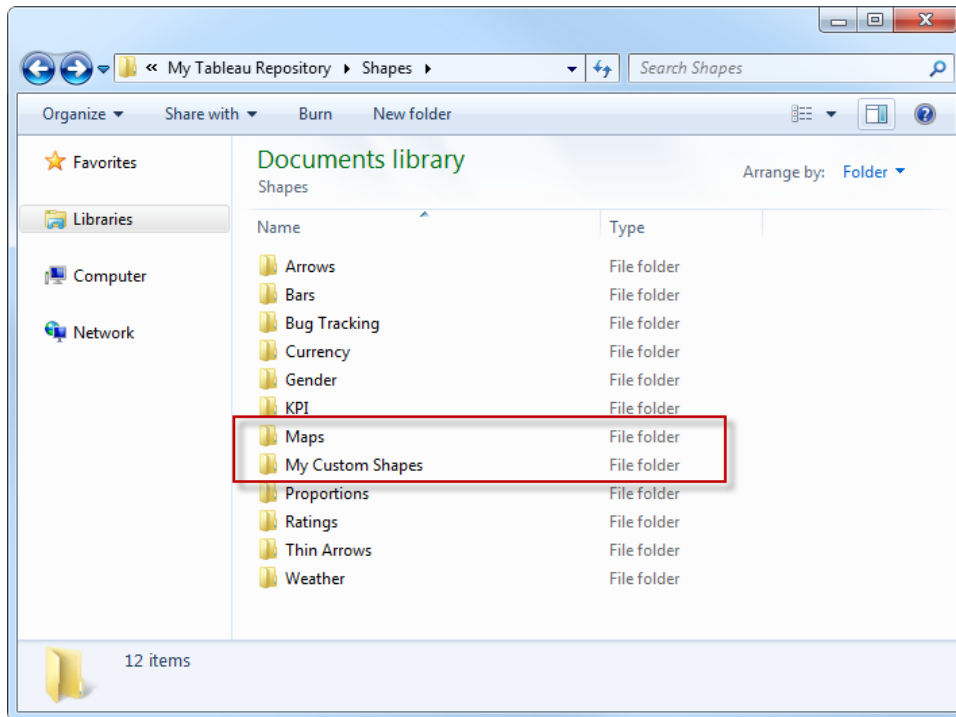 « My Tableau Repository ▸ Shapes ▸
Search Shapes
Organize Share with Burn New folder
Favorites
Libraries
Computer
Network
Documents library
Shapes
Arrange by: Folder
Name Type
Arrows File folder
Bars File folder
Bug Tracking File folder
Currency File folder
Gender File folder
KPI File folder
Maps File folder
My Custom Shapes File folder
Proportions File folder
Ratings File folder
Thin Arrows File folder
Weather File folder
12 items